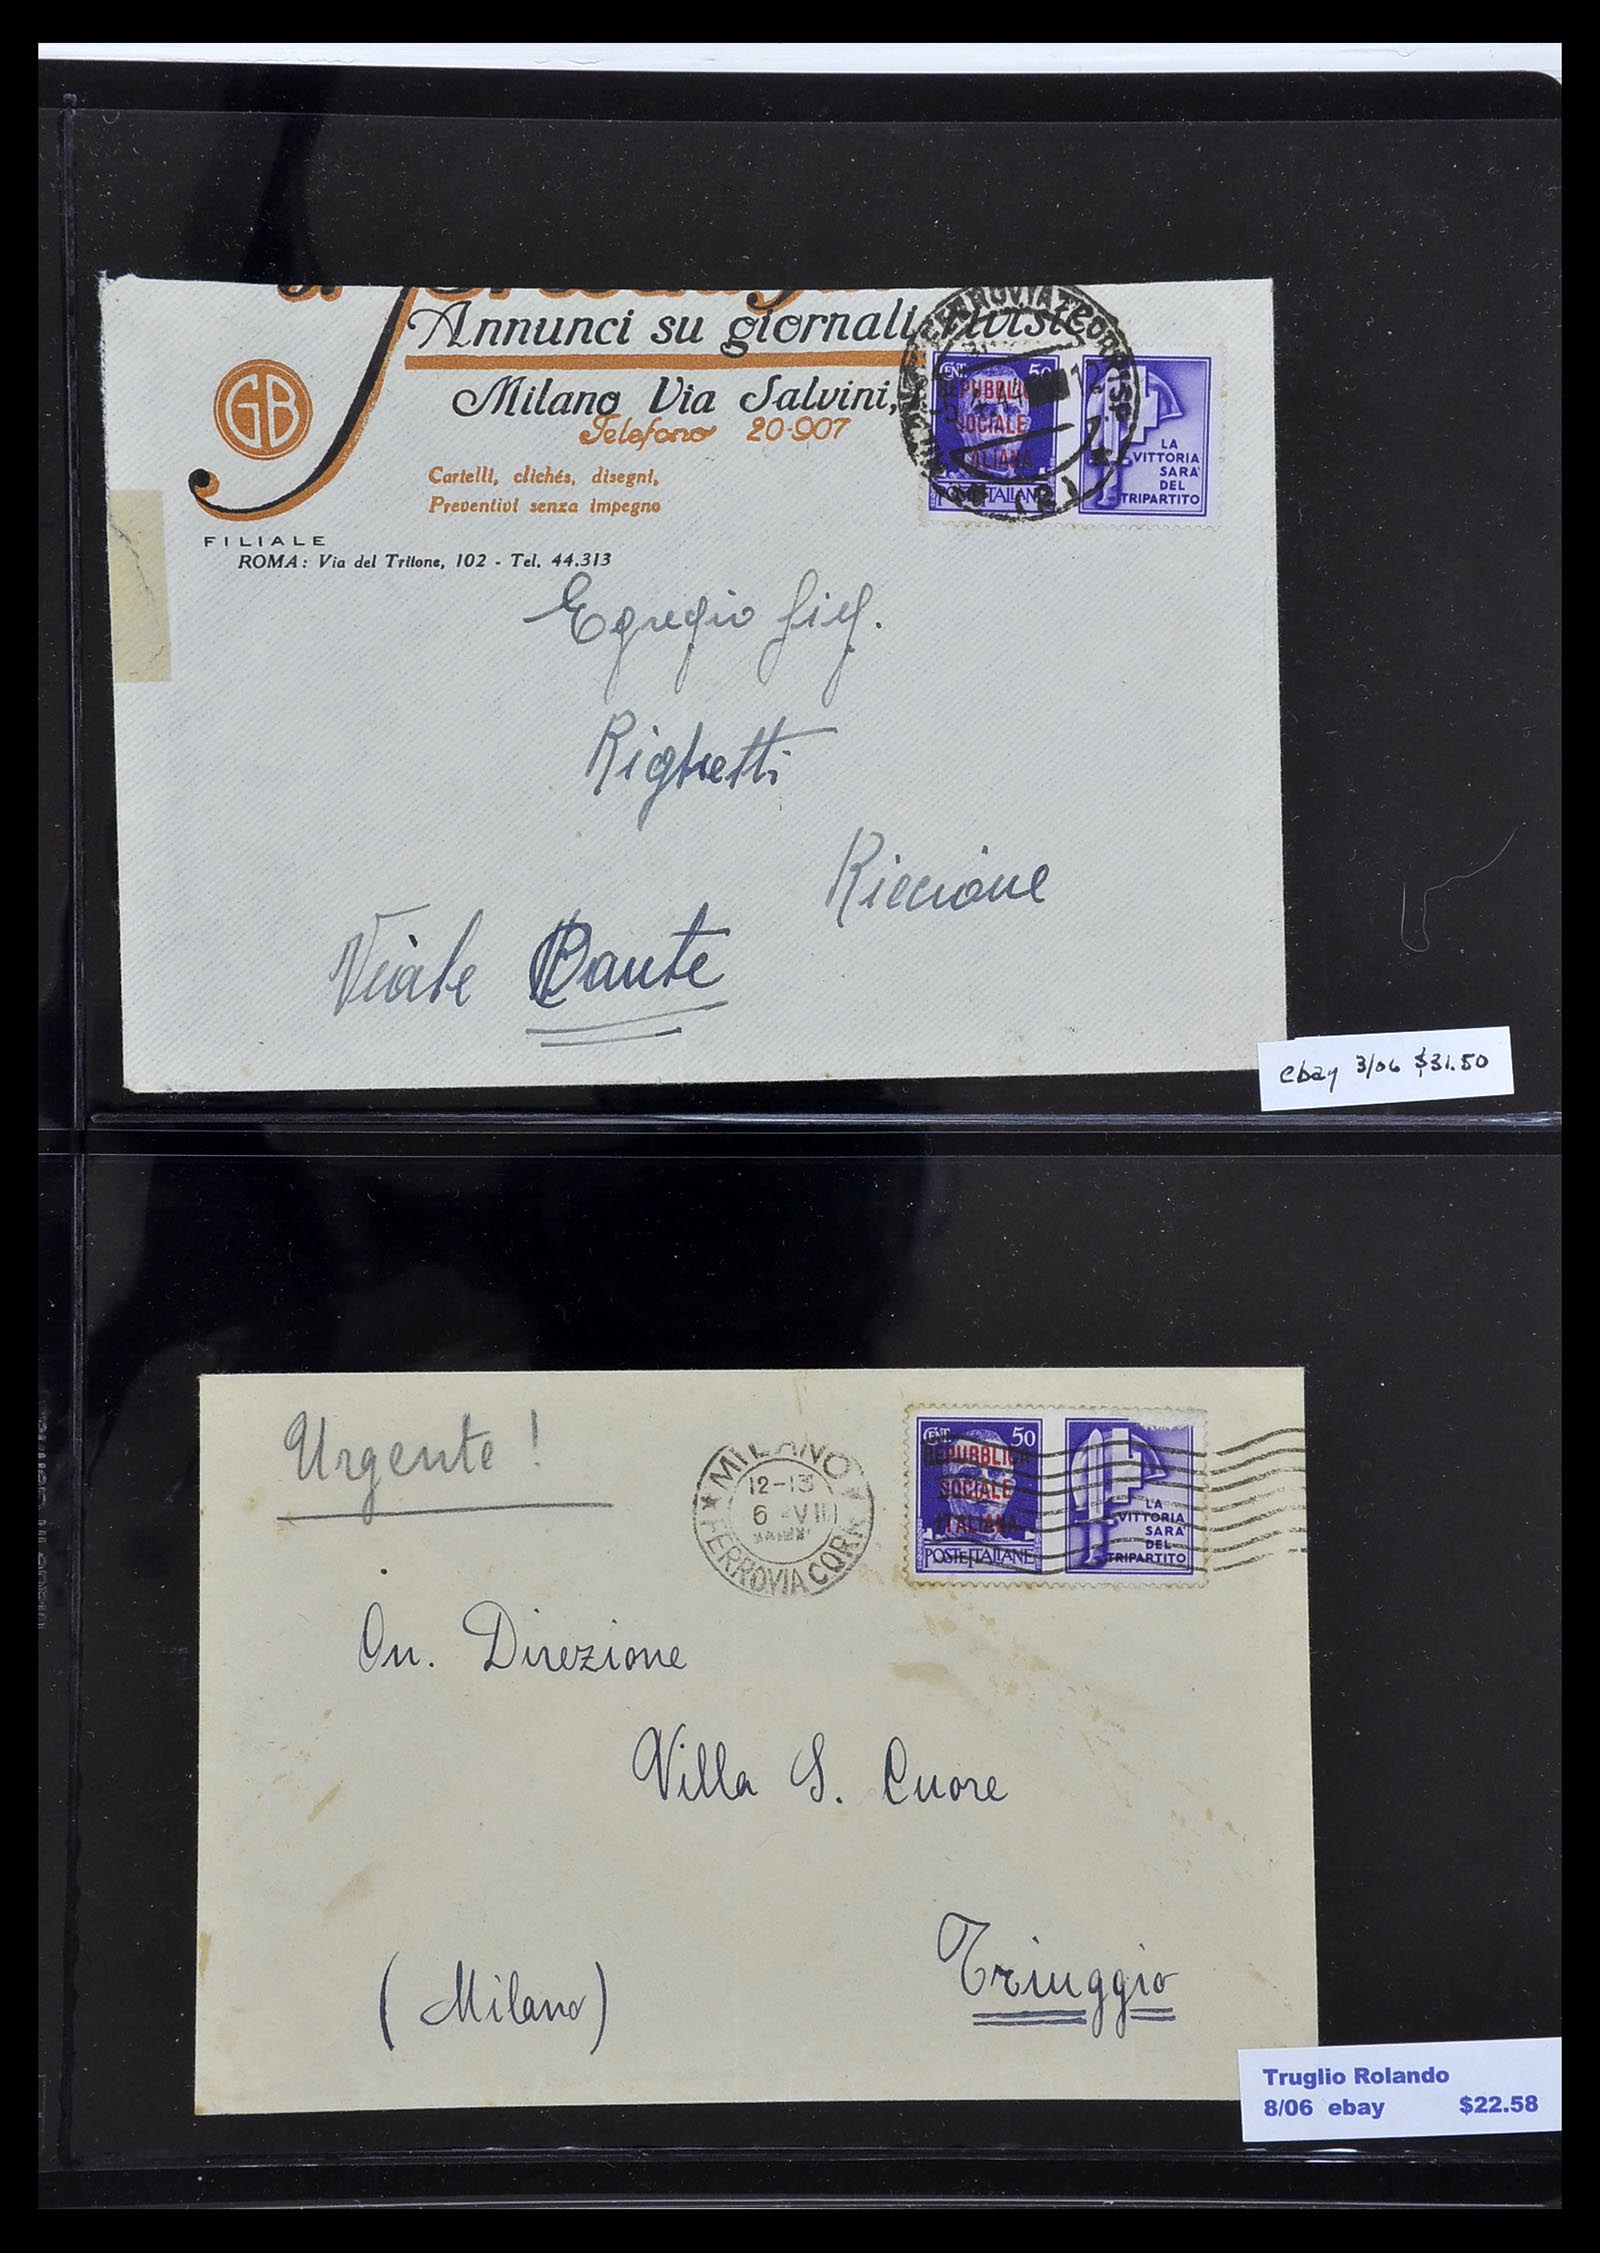 Annunci su giornali
GB
Milano Via Salvini,
Telefono 20-907
Cartelli, clichés, disegni,
Preventivi senza impegno
FILIALE
ROMA: Via del Tritone, 102 - Tel. 44.313
CENT. 50
REPUBBLICA
SOCIALE
ITALIANA
POSTE ITALIANE
LA
VITTORIA
SARA'
DEL
TRIPARTITO
Egregio Sig.
Righetti
Riccione
Viale Dante
ebay 3/06 $31.50
Urgente!
MILANO
12-13
6 VII
FERROVIA CORR
CENT. 50
REPUBBLICA
SOCIALE
ITALIANA
POSTE ITALIANE
LA
VITTORIA
SARA'
DEL
TRIPARTITO
On. Direzione
Villa S. Cuore
Triuggio
(Milano)
Truglio Rolando
8/06 ebay $22.58